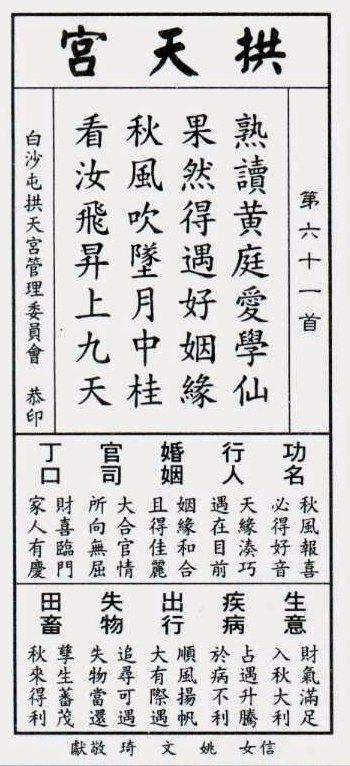 拱天宮
第六十一首
熟讀黃庭愛學仙
果然得遇好姻緣
秋風吹墜月中桂
看汝飛昇上九天
白沙屯拱天宮管理委員會 恭印
功名
秋風報喜
必得好音
行人
天緣湊巧
遇在目前
婚姻
姻緣和合
且得佳麗
官司
大合官情
所向無屈
丁口
財喜臨門
家人有慶
生意
財氣滿足
入秋大利
疾病
占遇升騰
於病不利
出行
順風揚帆
大有際遇
失物
追尋可遇
失物當還
田畜
孳生蕃茂
秋來得利
信女 姚文琦 敬獻